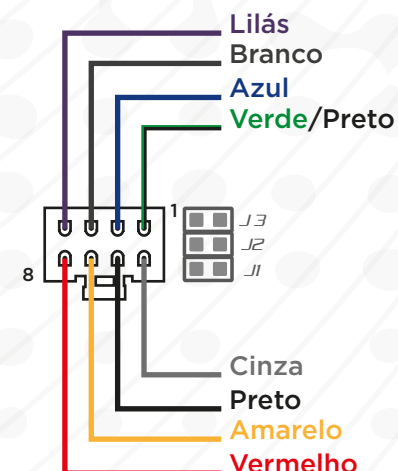 Lilás
Branco
Azul
Verde/Preto
1
J3
J2
J1
8
Cinza
Preto
Amarelo
Vermelho